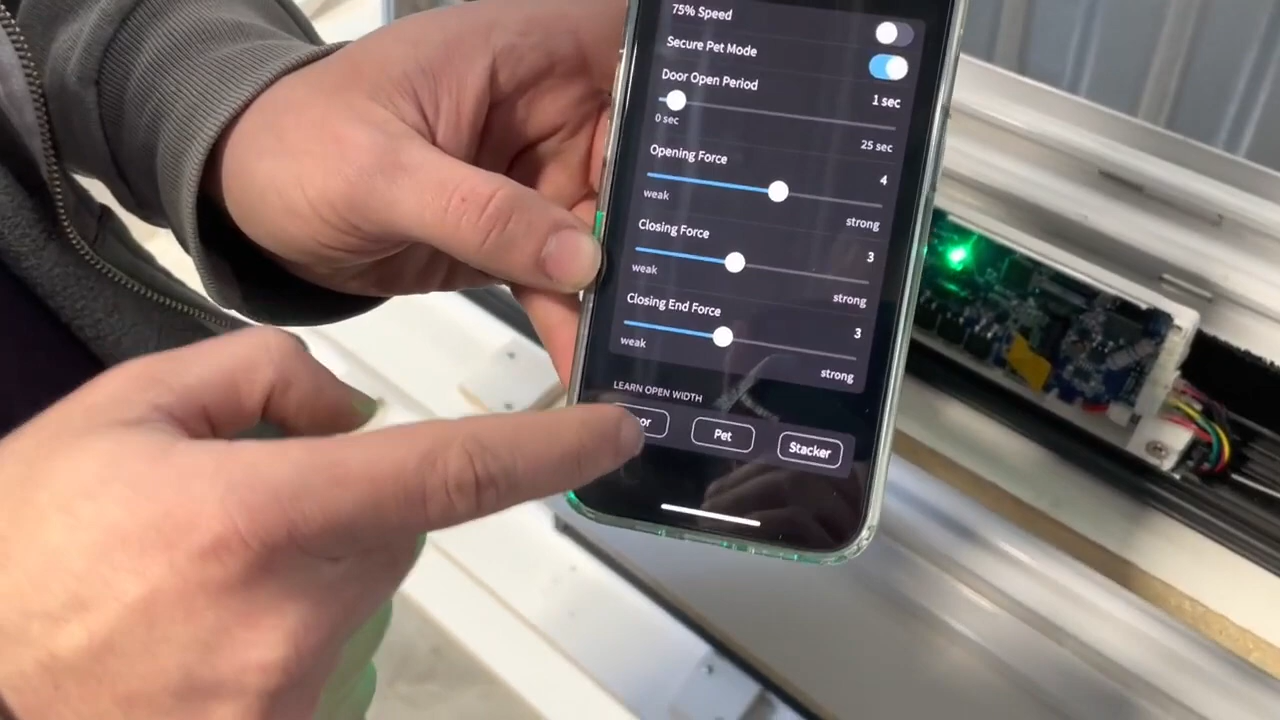 75% Speed
Secure Pet Mode
Door Open Period
1 sec
0 sec
25 sec
Opening Force
4
weak
strong
Closing Force
3
weak
strong
Closing End Force
3
weak
strong
LEARN OPEN WIDTH
Pet
Stacker